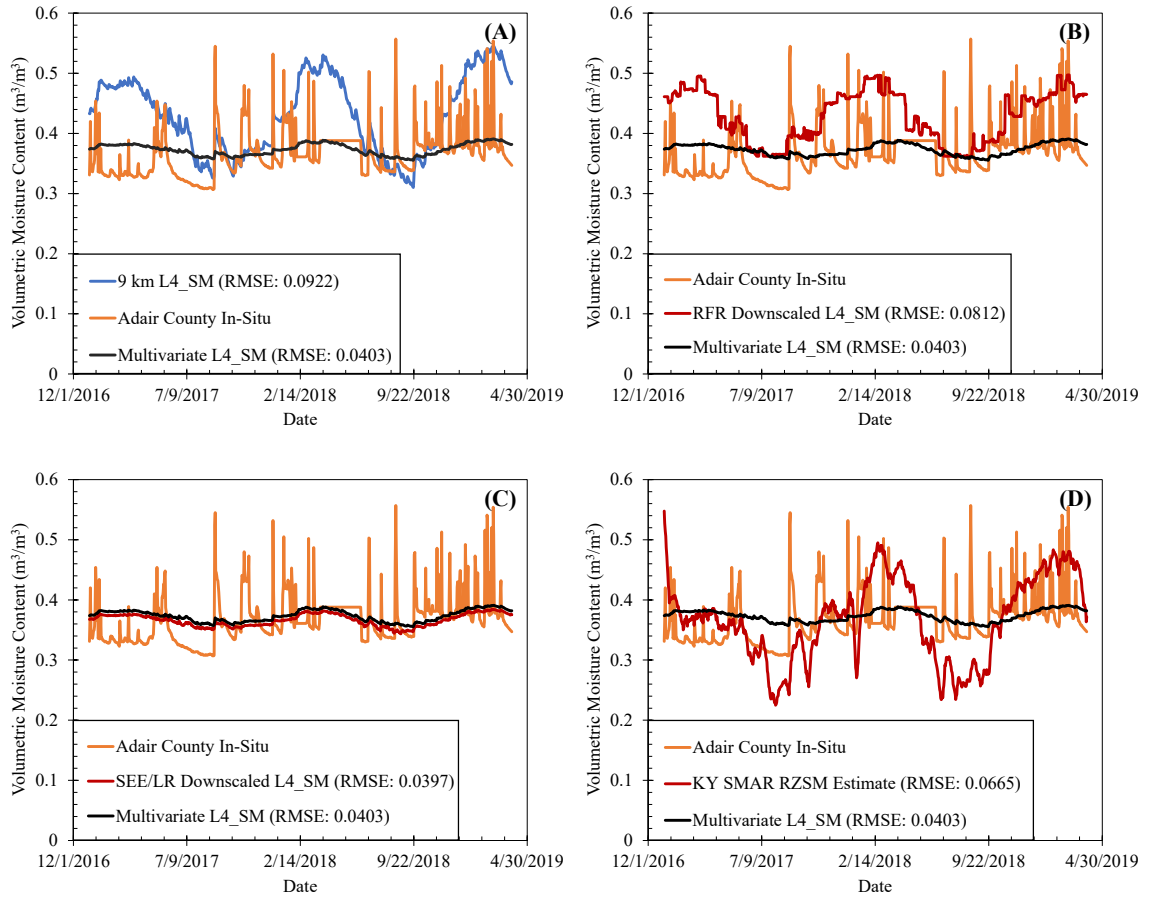 (A)
Volumetric Moisture Content (m³/m³)
0.6
0.5
0.4
0.3
0.2
0.1
0
9 km L4_SM (RMSE: 0.0922)
Adair County In-Situ
Multivariate L4_SM (RMSE: 0.0403)
12/1/2016 7/9/2017 2/14/2018 9/22/2018 4/30/2019
Date
(B)
Volumetric Moisture Content (m³/m³)
0.6
0.5
0.4
0.3
0.2
0.1
0
Adair County In-Situ
RFR Downscaled L4_SM (RMSE: 0.0812)
Multivariate L4_SM (RMSE: 0.0403)
12/1/2016 7/9/2017 2/14/2018 9/22/2018 4/30/2019
Date
(C)
Volumetric Moisture Content (m³/m³)
0.6
0.5
0.4
0.3
0.2
0.1
0
Adair County In-Situ
SEE/LR Downscaled L4_SM (RMSE: 0.0397)
Multivariate L4_SM (RMSE: 0.0403)
12/1/2016 7/9/2017 2/14/2018 9/22/2018 4/30/2019
Date
(D)
Volumetric Moisture Content (m³/m³)
0.6
0.5
0.4
0.3
0.2
0.1
0
Adair County In-Situ
KY SMAR RZSM Estimate (RMSE: 0.0665)
Multivariate L4_SM (RMSE: 0.0403)
12/1/2016 7/9/2017 2/14/2018 9/22/2018 4/30/2019
Date